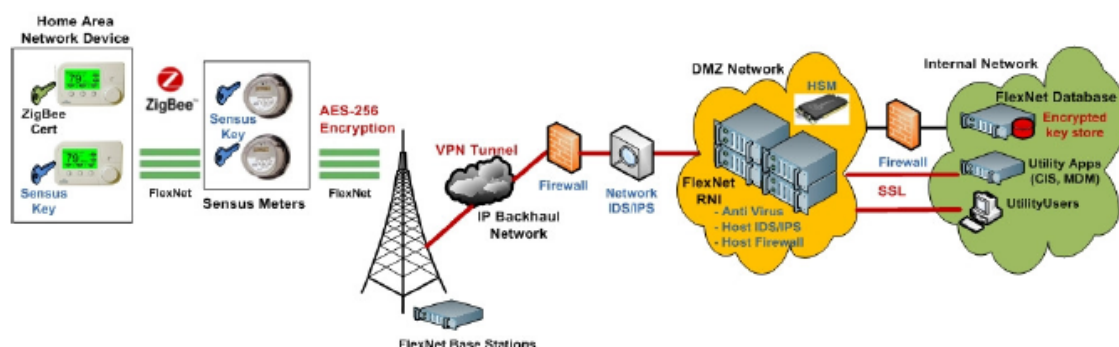 Home Area
Network Device
ZigBee
Cert
Sensus
Key
ZigBee™
FlexNet
Sensus
Key
Sensus Meters
AES-256
Encryption
FlexNet
VPN Tunnel
IP Backhaul
Network
FlexNet Base Stations
Firewall
Network
IDS/IPS
DMZ Network
HSM
FlexNet
RNI
- Anti Virus
- Host IDS/IPS
- Host Firewall
Firewall
SSL
Internal Network
FlexNet Database
Encrypted
key store
Utility Apps
(CIS, MDM)
UtilityUsers